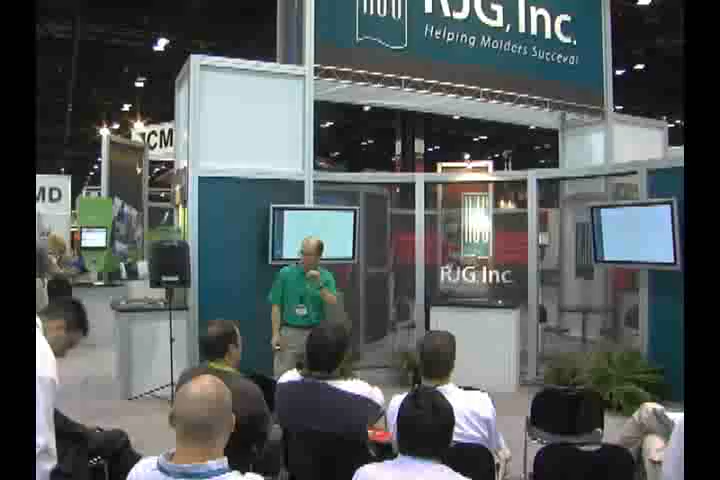 RJG, Inc.
Helping Molders Succeed
CM
MD
RJG, Inc